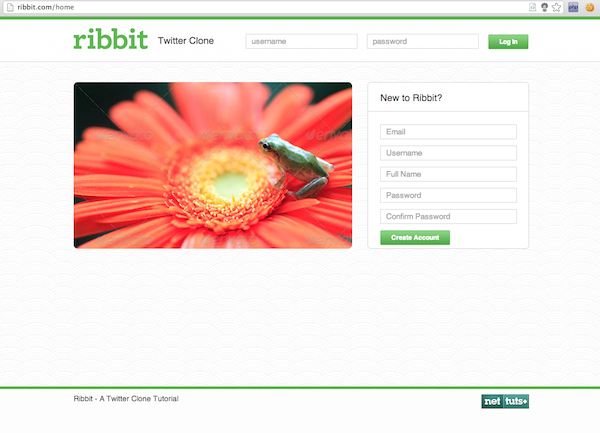 ribbit.com/home
ribbit Twitter Clone username password Log In
New to Ribbit?
Email
Username
Full Name
Password
Confirm Password
Create Account
Ribbit - A Twitter Clone Tutorial
net tuts+